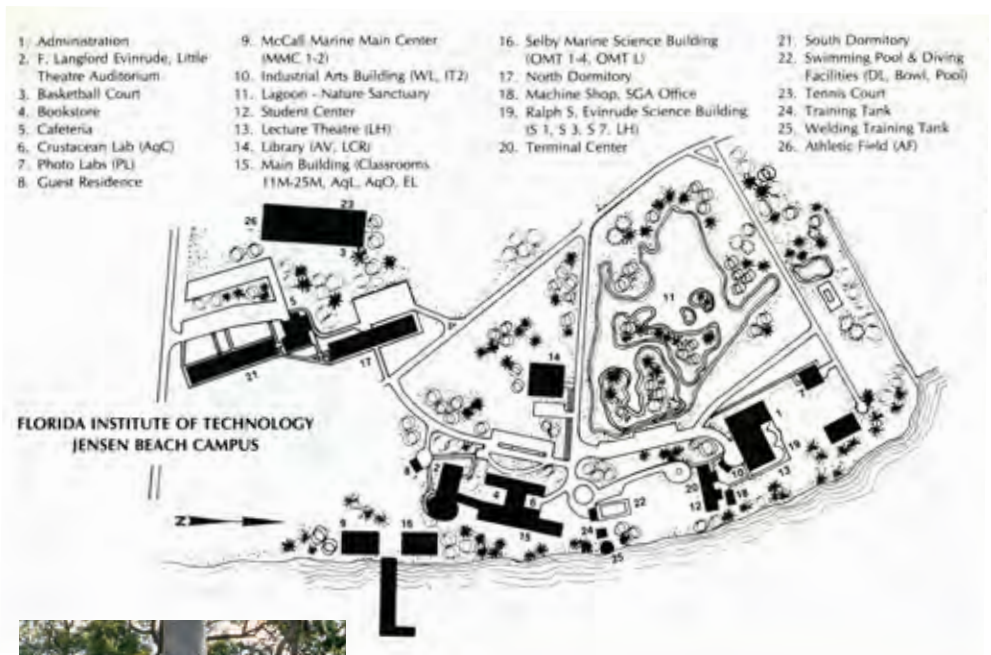 1. Administration
2. F. Langford Evinrude, Little
Theatre Auditorium
3. Basketball Court
4. Bookstore
5. Cafeteria
6. Crustacean Lab (AqC)
7. Photo Labs (PL)
8. Guest Residence
9. McCall Marine Main Center
(MMC 1-2)
10. Industrial Arts Building (WL, IT2)
11. Lagoon - Nature Sanctuary
12. Student Center
13. Lecture Theatre (LH)
14. Library (AV, LCR)
15. Main Building (Classrooms
11M-25M, AqL, AqO, EL
16. Selby Marine Science Building
(OMT 1-4, OMT L)
17. North Dormitory
18. Machine Shop, SGA Office
19. Ralph S. Evinrude Science Building
(S 1, S 3, S 7, LH)
20. Terminal Center
21. South Dormitory
22. Swimming Pool & Diving
Facilities (DL, Bowl, Pool)
23. Tennis Court
24. Training Tank
25. Welding Training Tank
26. Athletic Field (AF)
23
26
3
5
21
17
11
14
7
1
19
13
10
20
18
12
2
4
6
8
22
15
24
25
9
16
FLORIDA INSTITUTE OF TECHNOLOGY
JENSEN BEACH CAMPUS
N